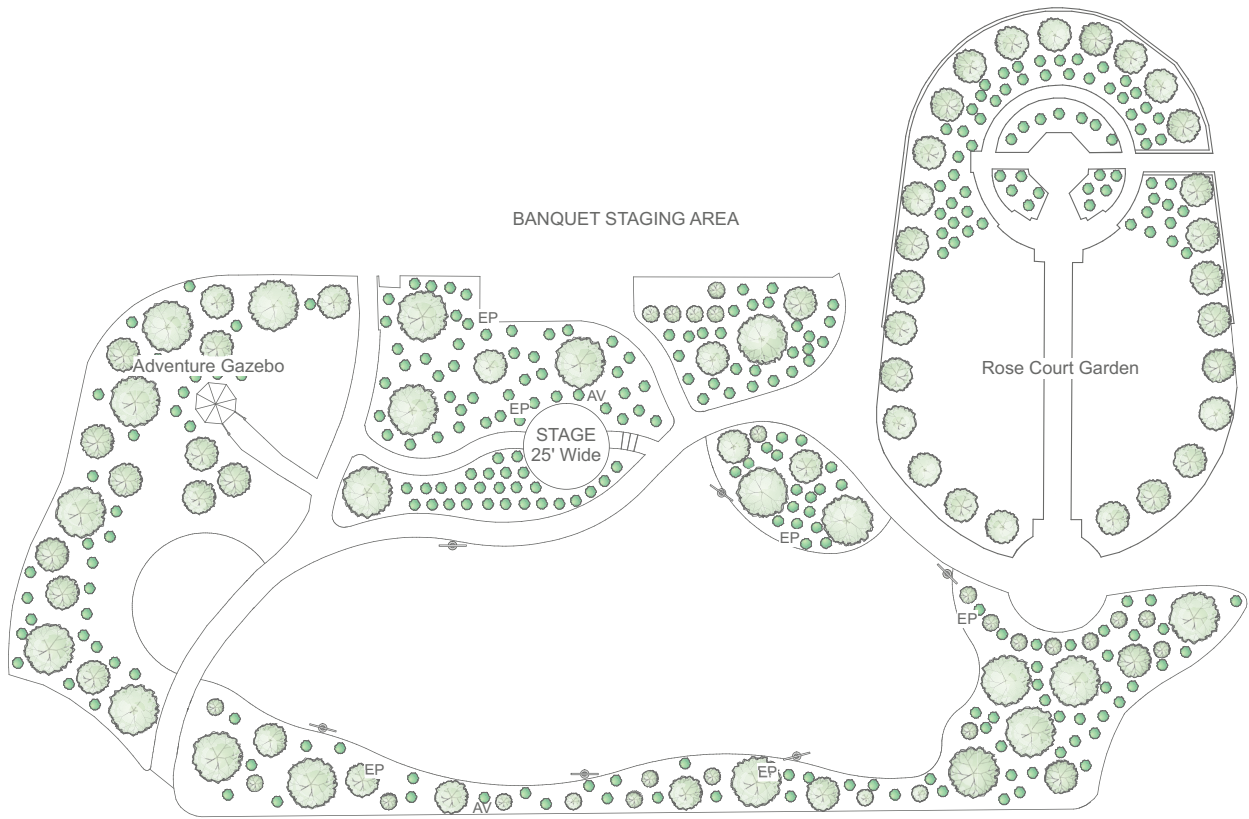 BANQUET STAGING AREA
EP
Adventure Gazebo
Rose Court Garden
AV
EP
STAGE
25' Wide
EP
EP
EP
EP
AV